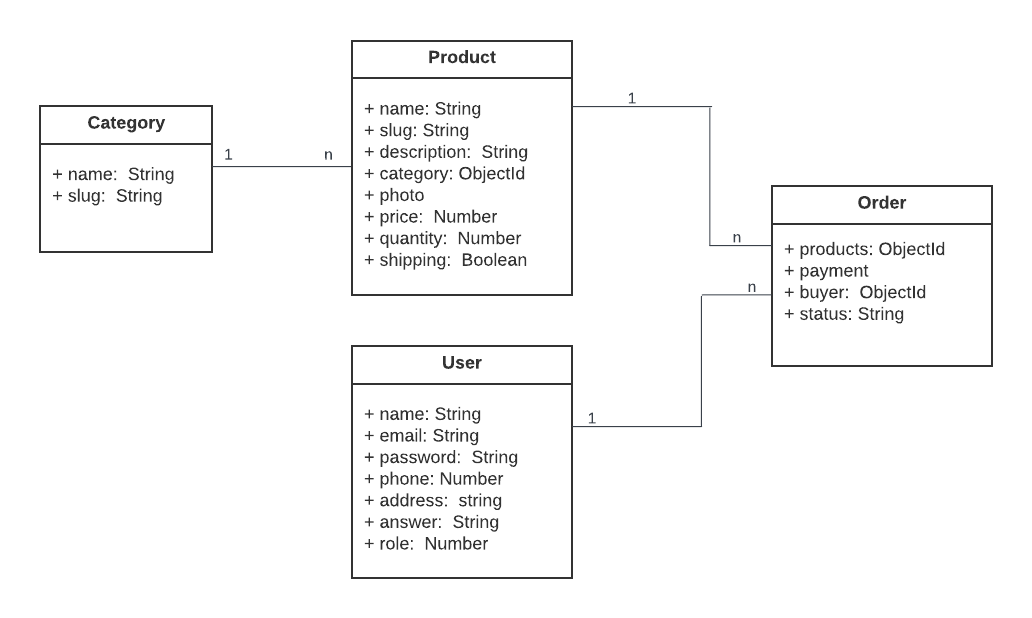 Category
+ name: String
+ slug: String
1
n
Product
+ name: String
+ slug: String
+ description: String
+ category: ObjectId
+ photo
+ price: Number
+ quantity: Number
+ shipping: Boolean
1
n
Order
+ products: ObjectId
+ payment
+ buyer: ObjectId
+ status: String
n
User
+ name: String
+ email: String
+ password: String
+ phone: Number
+ address: string
+ answer: String
+ role: Number
1